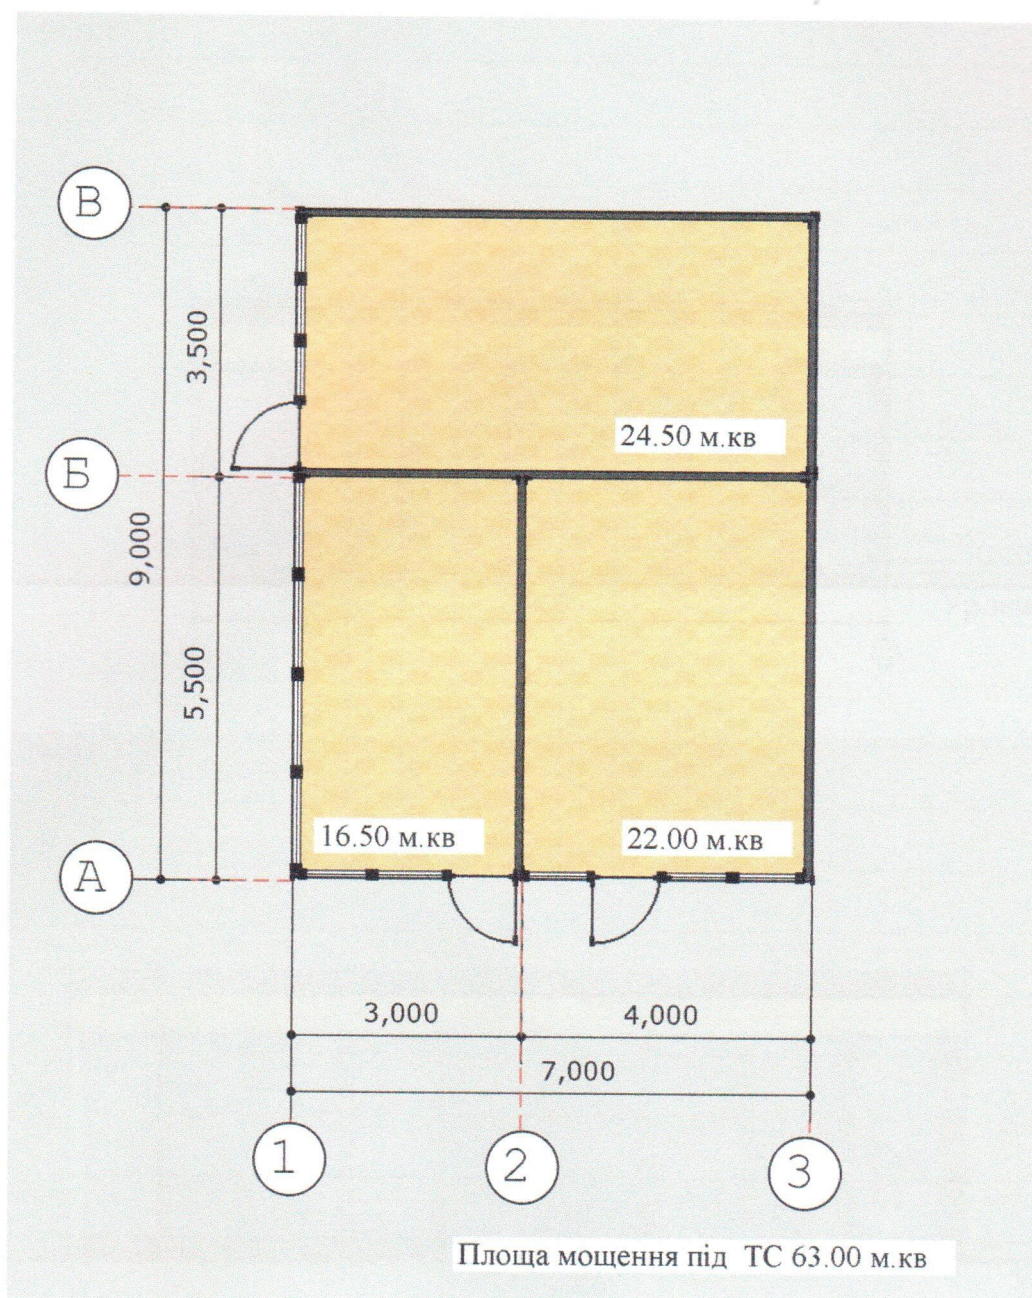 В
3,500
24.50 м.кв
Б
9,000
5,500
16.50 м.кв
22.00 м.кв
А
3,000
4,000
7,000
1
2
3
Площа мощення під ТС 63.00 м.кв